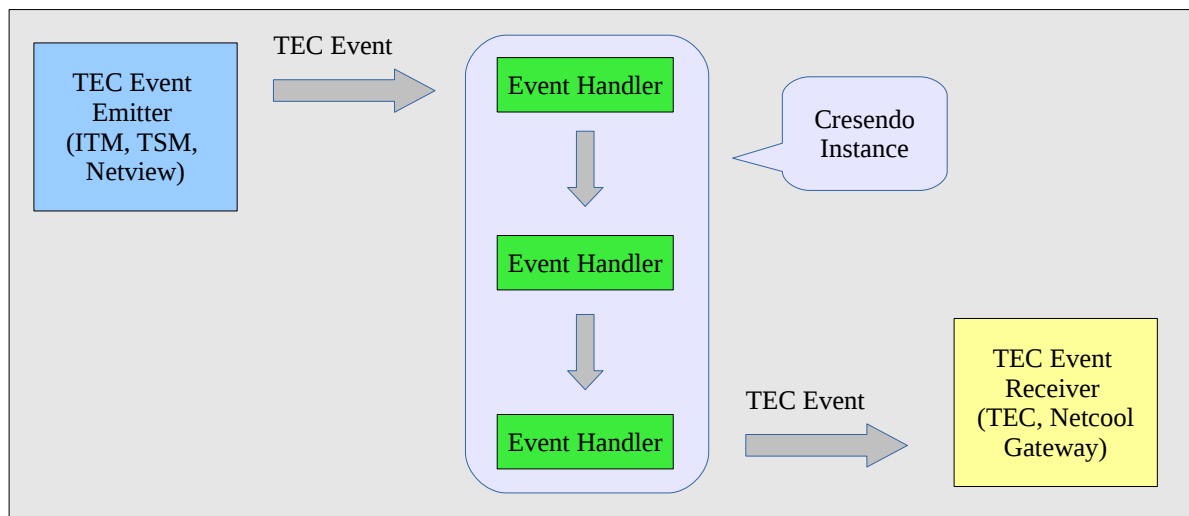 TEC Event
Emitter
(ITM, TSM,
Netview)
TEC Event
Event Handler
Cresendo
Instance
Event Handler
Event Handler
TEC Event
TEC Event
Receiver
(TEC, Netcool
Gateway)